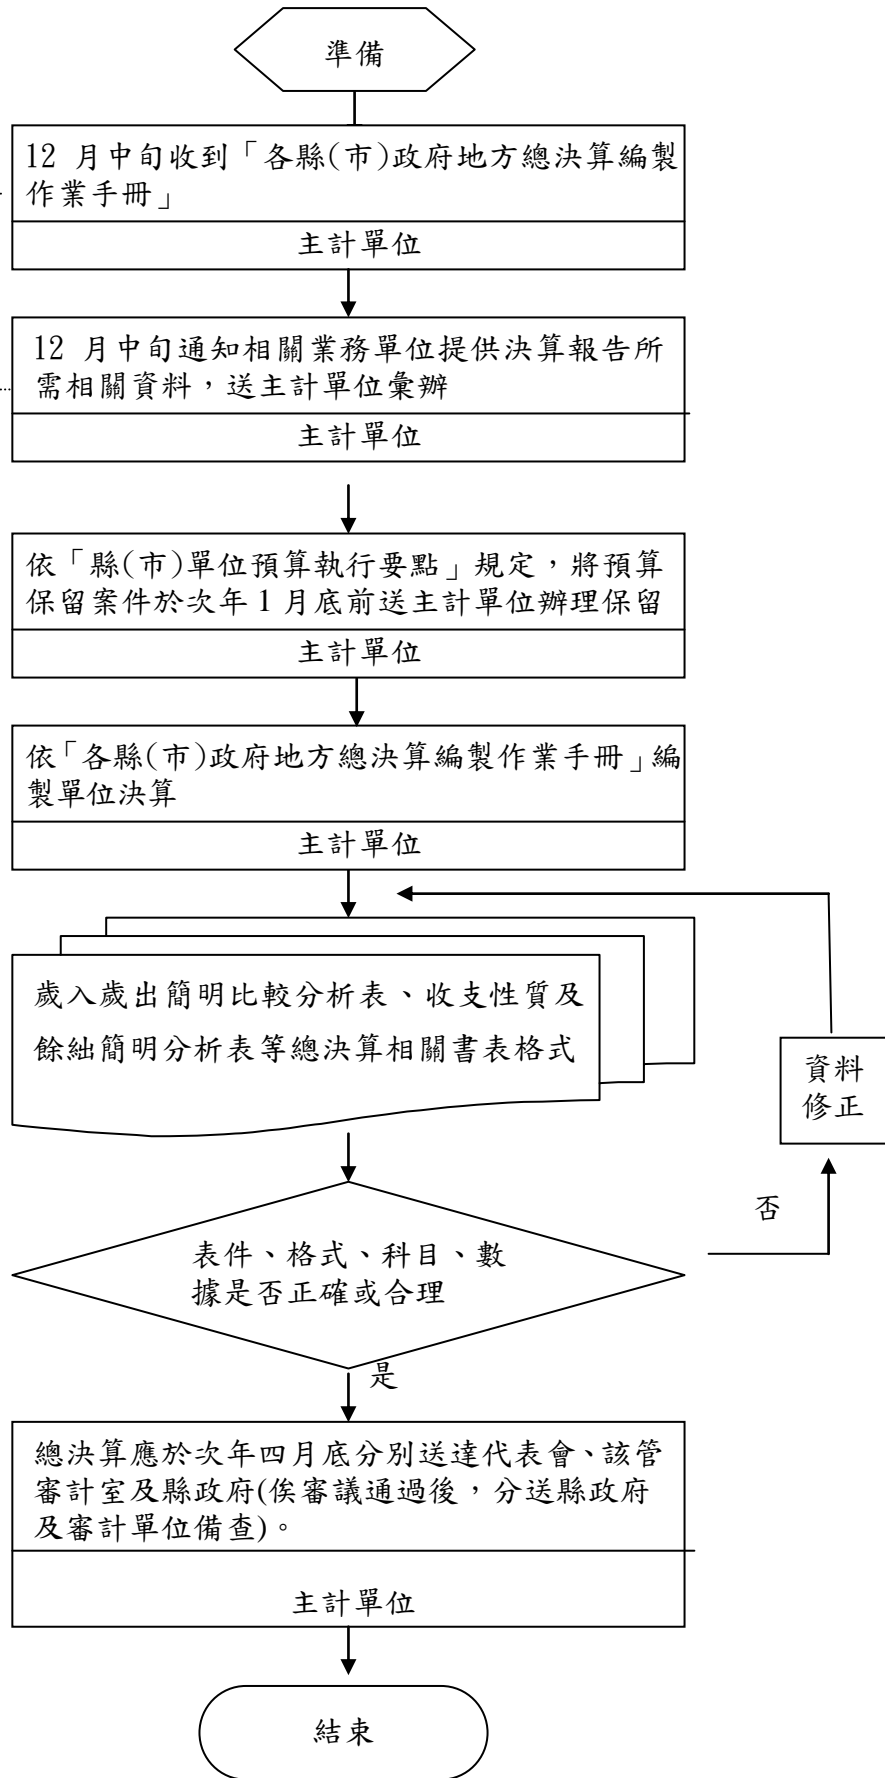 準備
12 月中旬收到「各縣(市)政府地方總決算編製
作業手冊」
主計單位
12 月中旬通知相關業務單位提供決算報告所
需相關資料，送主計單位彙辦
主計單位
依「縣(市)單位預算執行要點」規定，將預算
保留案件於次年1月底前送主計單位辦理保留
主計單位
依「各縣(市)政府地方總決算編製作業手冊」編
製單位決算
主計單位
歲入歲出簡明比較分析表、收支性質及
餘絀簡明分析表等總決算相關書表格式
資料
修正
否
表件、格式、科目、數
據是否正確或合理
是
總決算應於次年四月底分別送達代表會、該管
審計室及縣政府(俟審議通過後，分送縣政府
及審計單位備查)。
主計單位
結束